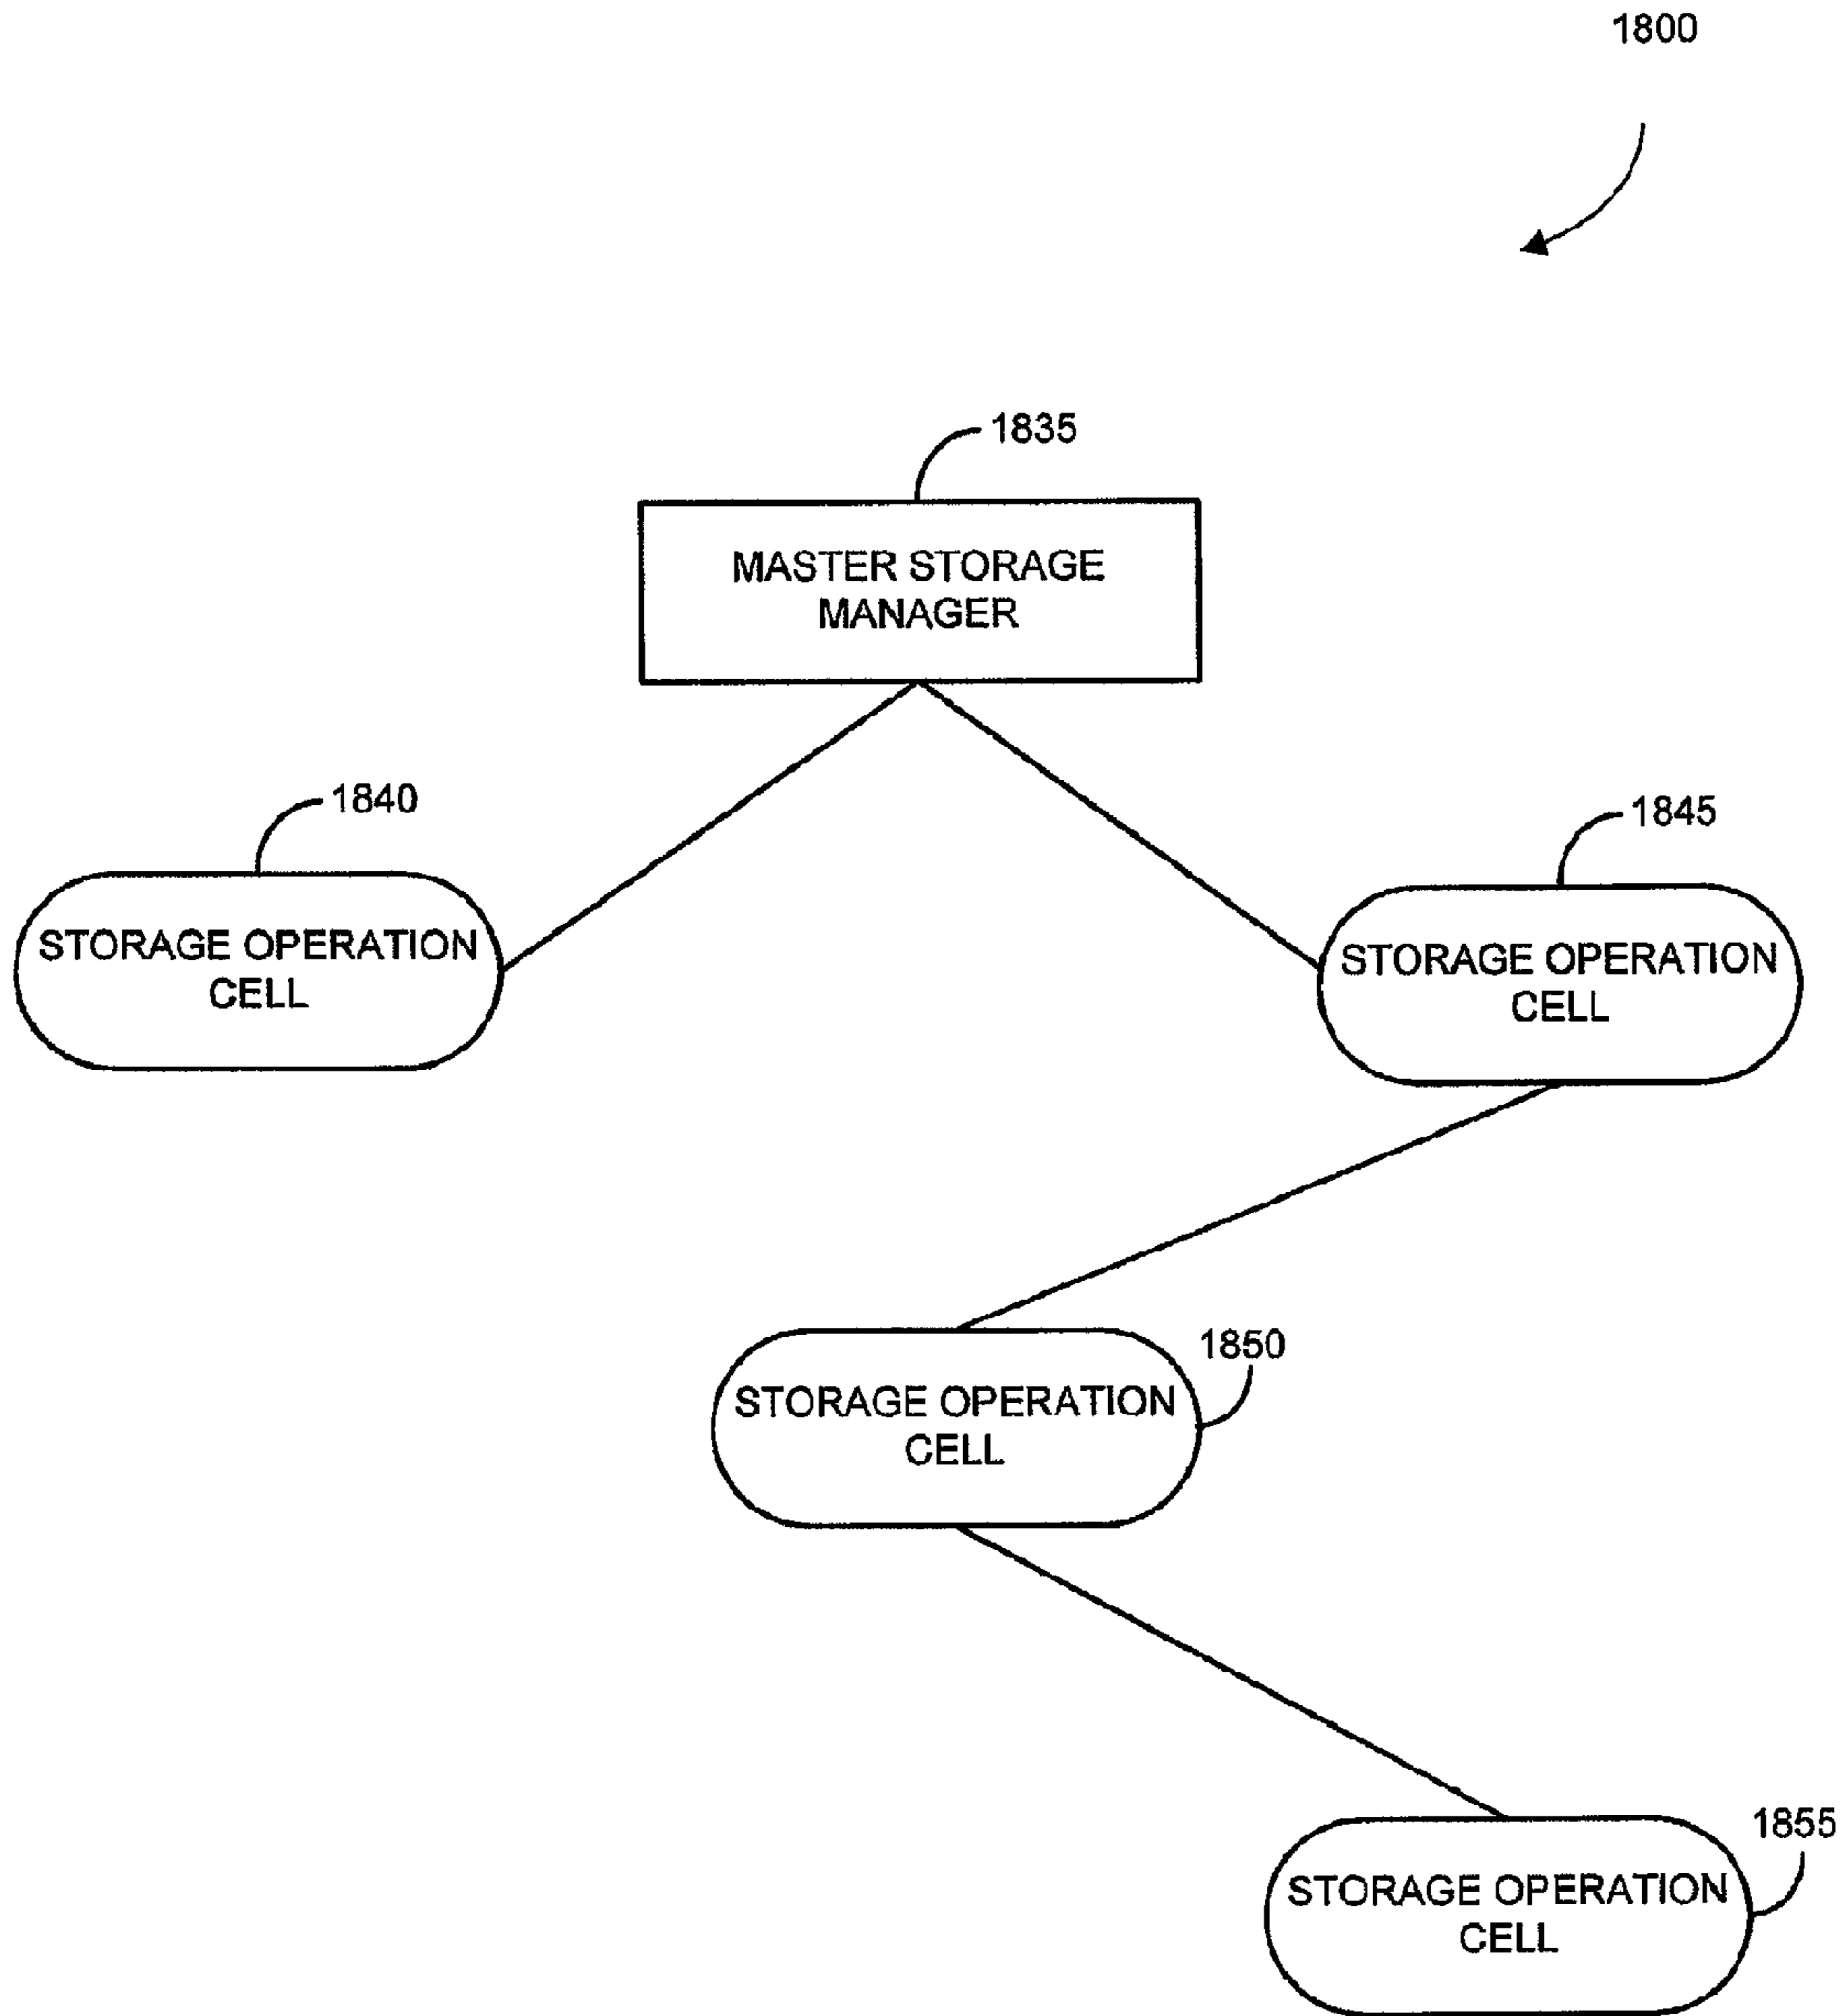 1800
1835
MASTER STORAGE
MANAGER
1840
1845
STORAGE OPERATION
CELL
STORAGE OPERATION
CELL
1850
STORAGE OPERATION
CELL
1855
STORAGE OPERATION
CELL